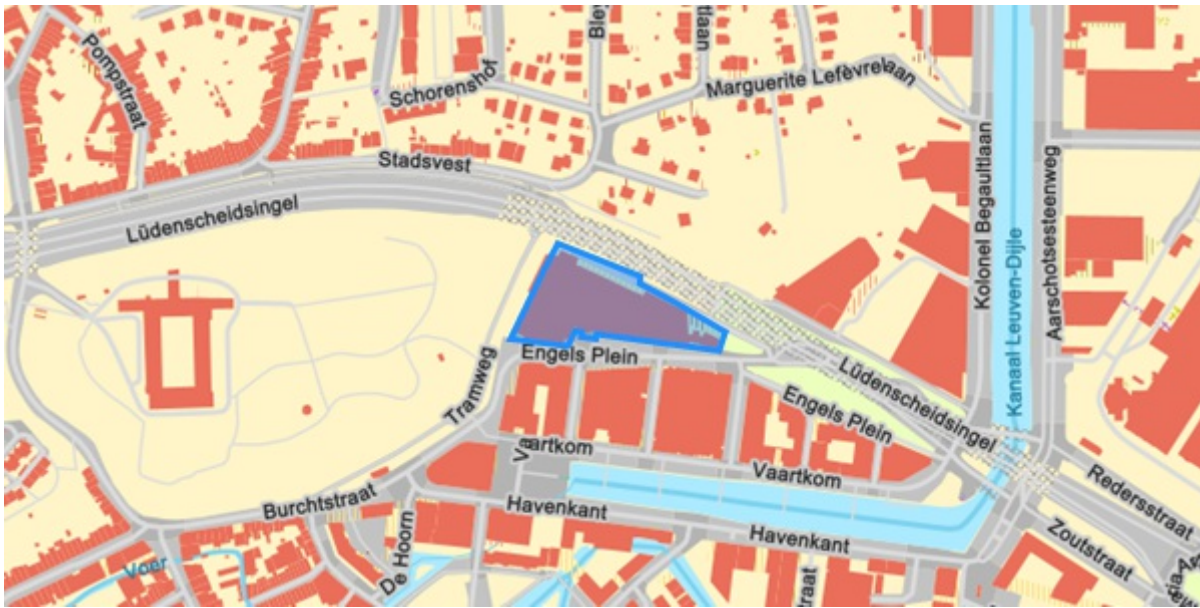 Pompstraat
Schorenshof
Marguerite Lefèvrelaan
Stadsvest
Lüdenscheidsingel
Kolonel Begaultlaan
Kanaal Leuven-Dijle
Aarschotsesteenweg
Engels Plein
Tramweg
Lüdenscheidsingel
Engels Plein
Vaartkom
Vaartkom
Burchtstraat
Havenkant
Havenkant
De Hoorn
Voer
Redersstraat
Zoutstraat